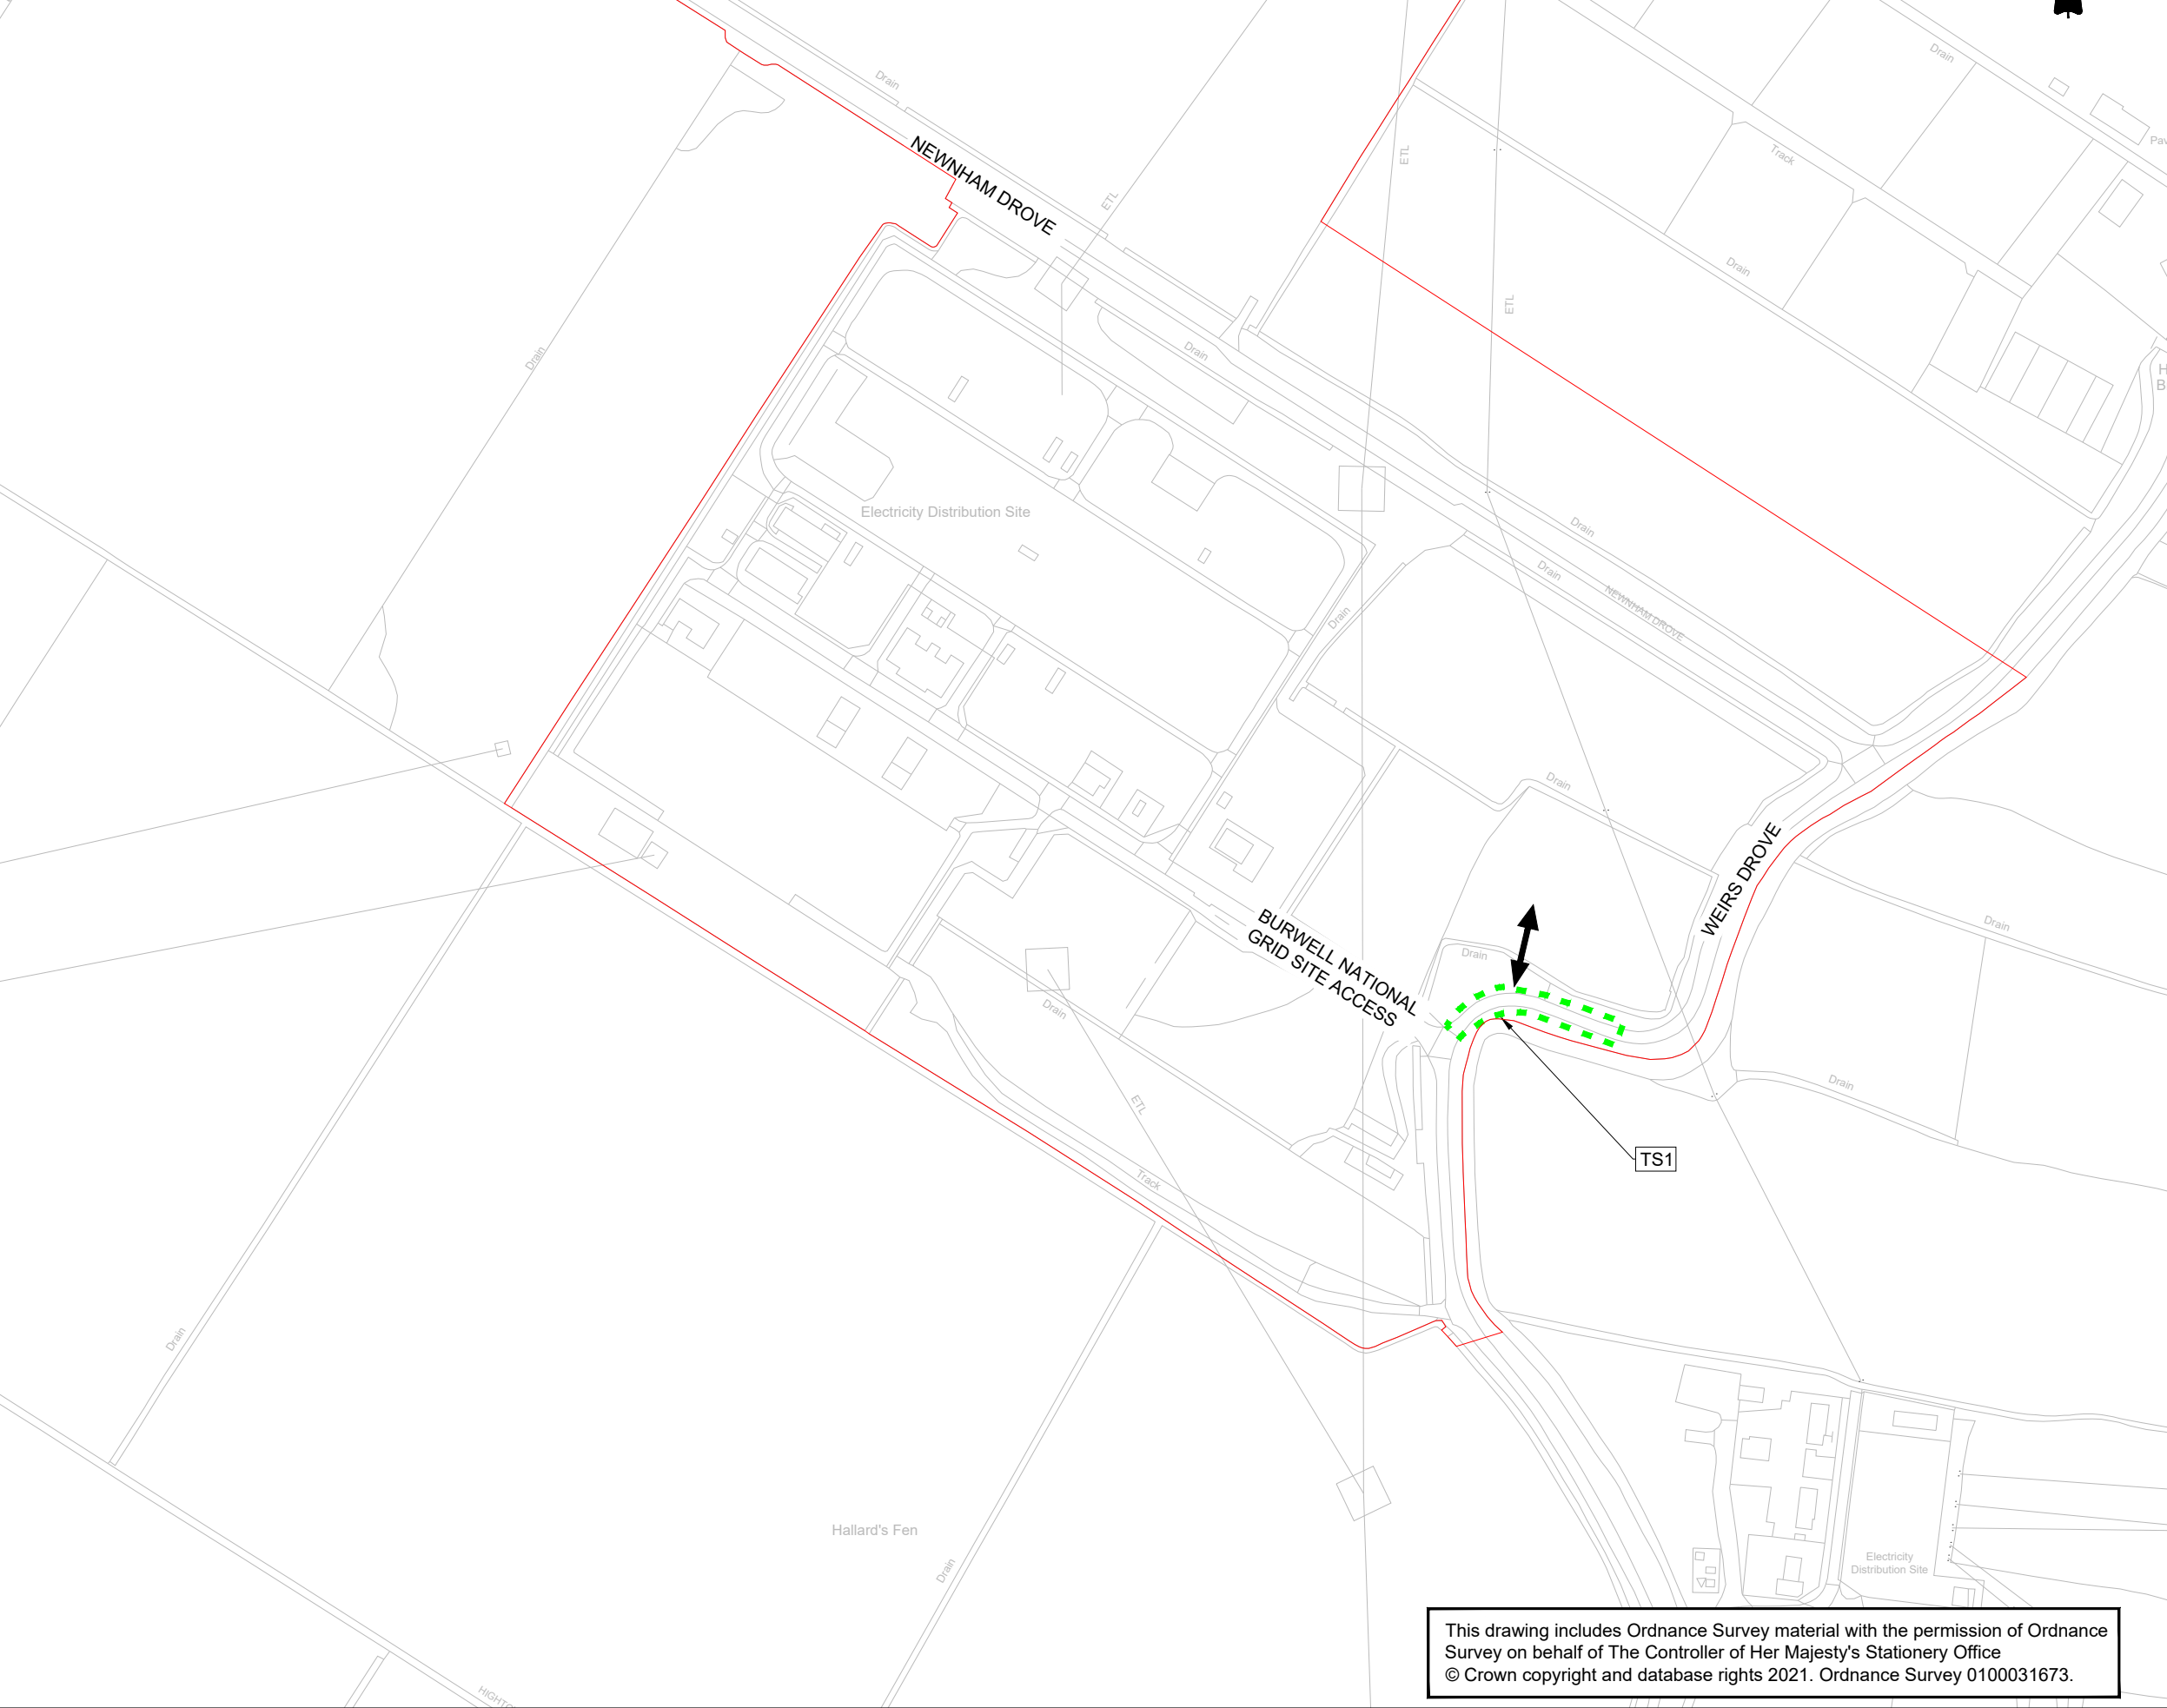 Drain
Drain
Pav
NEWNHAM DROVE
ETL
Track
ETL
Drain
ETL
Drain
Drain
H
B
Electricity Distribution Site
Drain
Drain
NEWNHAM DROVE
Drain
Drain
WEIRS DROVE
BURWELL NATIONAL
GRID SITE ACCESS
Drain
Drain
Drain
Drain
ETL
TS1
Track
Drain
Hallard's Fen
Drain
Electricity
Distribution Site
This drawing includes Ordnance Survey material with the permission of Ordnance
Survey on behalf of The Controller of Her Majesty's Stationery Office
© Crown copyright and database rights 2021. Ordnance Survey 0100031673.